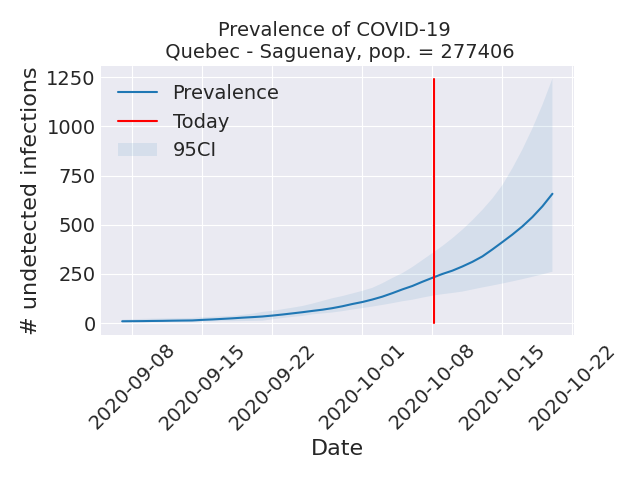 Prevalence of COVID-19
Quebec - Saguenay, pop. = 277406
# undetected infections
1250
1000
750
500
250
0
Prevalence
Today
95CI
2020-09-08
2020-09-15
2020-09-22
2020-10-01
2020-10-08
2020-10-15
2020-10-22
Date